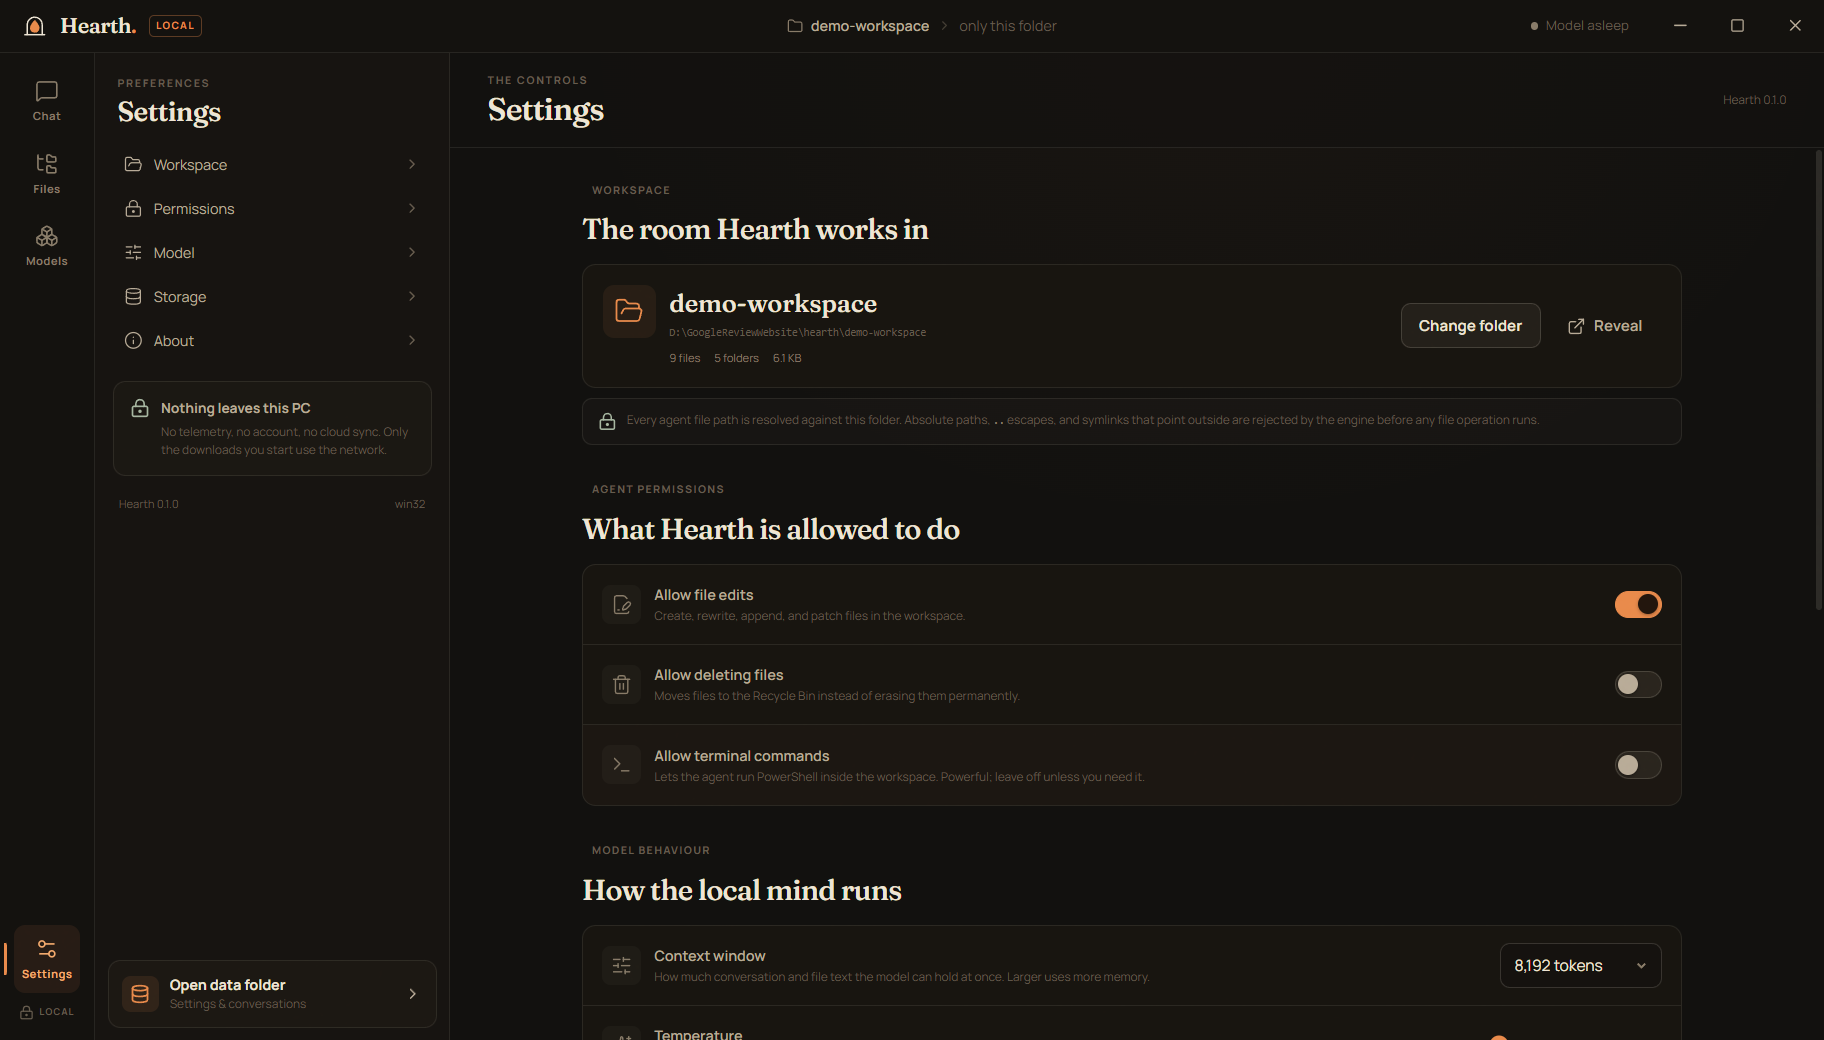 Hearth.
LOCAL
demo-workspace > only this folder
Model asleep
Chat
Files
Models
Settings
LOCAL
PREFERENCES
Settings
Workspace
Permissions
Model
Storage
About
Nothing leaves this PC
No telemetry, no account, no cloud sync. Only
the downloads you start use the network.
Hearth 0.1.0
win32
Open data folder
Settings & conversations
THE CONTROLS
Settings
Hearth 0.1.0
WORKSPACE
The room Hearth works in
demo-workspace
D:\GoogleReviewwebsite\hearth\demo-workspace
9 files 5 folders 6.1 KB
Change folder
Reveal
Every agent file path is resolved against this folder. Absolute paths, .. escapes, and symlinks that point outside are rejected by the engine before any file operation runs.
AGENT PERMISSIONS
What Hearth is allowed to do
Allow file edits
Create, rewrite, append, and patch files in the workspace.
Allow deleting files
Moves files to the Recycle Bin instead of erasing them permanently.
Allow terminal commands
Lets the agent run PowerShell inside the workspace. Powerful; leave off unless you need it.
MODEL BEHAVIOUR
How the local mind runs
Context window
How much conversation and file text the model can hold at once. Larger uses more memory.
8,192 tokens
Temperature